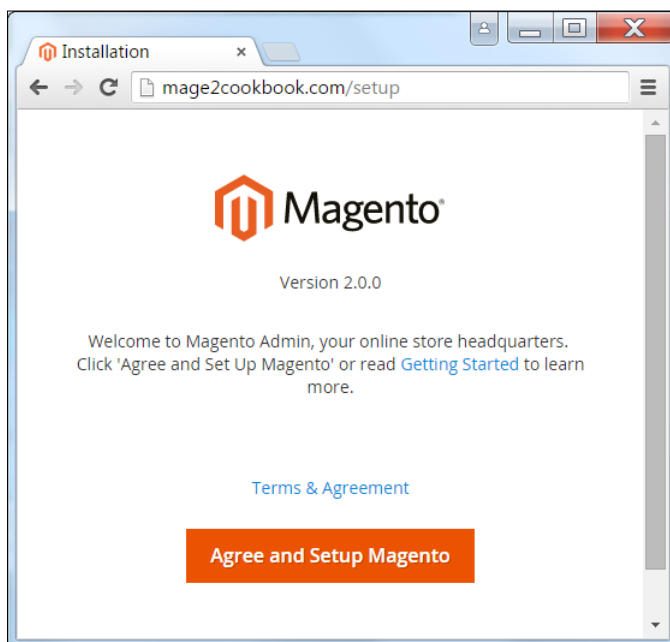 Installation
mage2cookbook.com/setup
Magento®
Version 2.0.0
Welcome to Magento Admin, your online store headquarters.
Click 'Agree and Set Up Magento' or read Getting Started to learn
more.
Terms & Agreement
Agree and Setup Magento